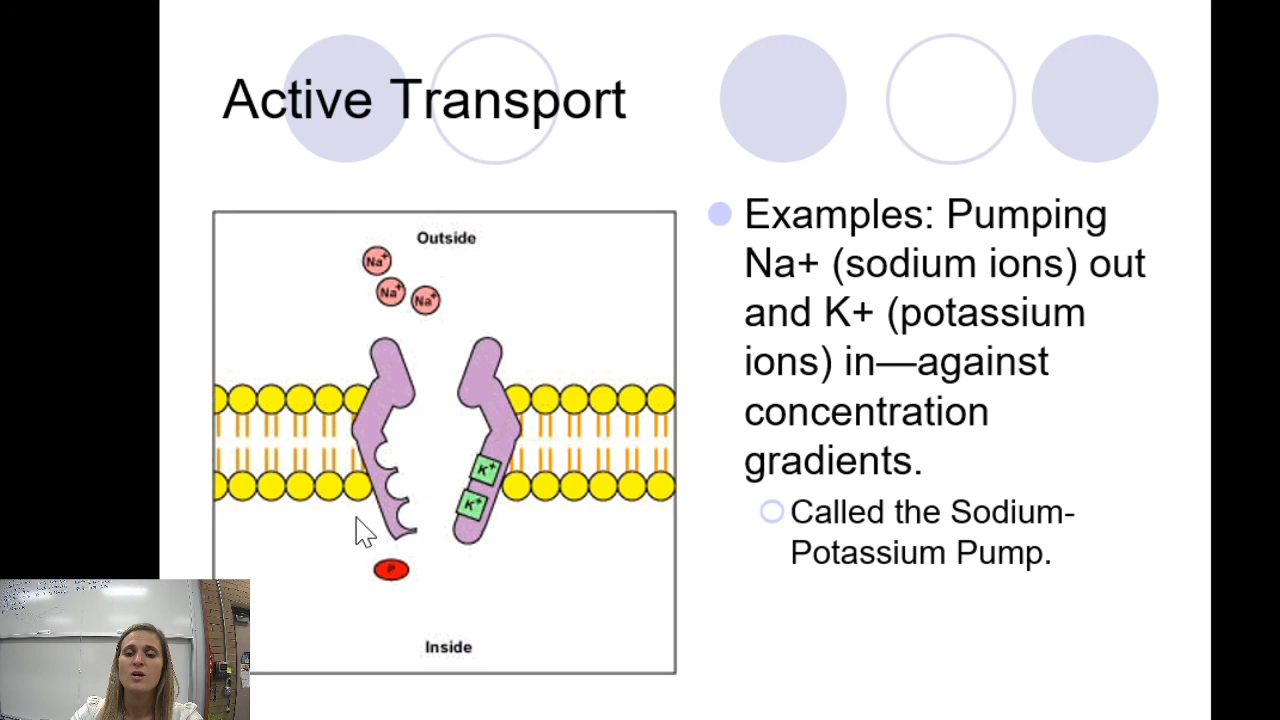 Active Transport
Outside
Na+
Na+
Na+
K+
K+
P
Inside
Examples: Pumping
Na+ (sodium ions) out
and K+ (potassium
ions) in—against
concentration
gradients.
Called the Sodium-
Potassium Pump.